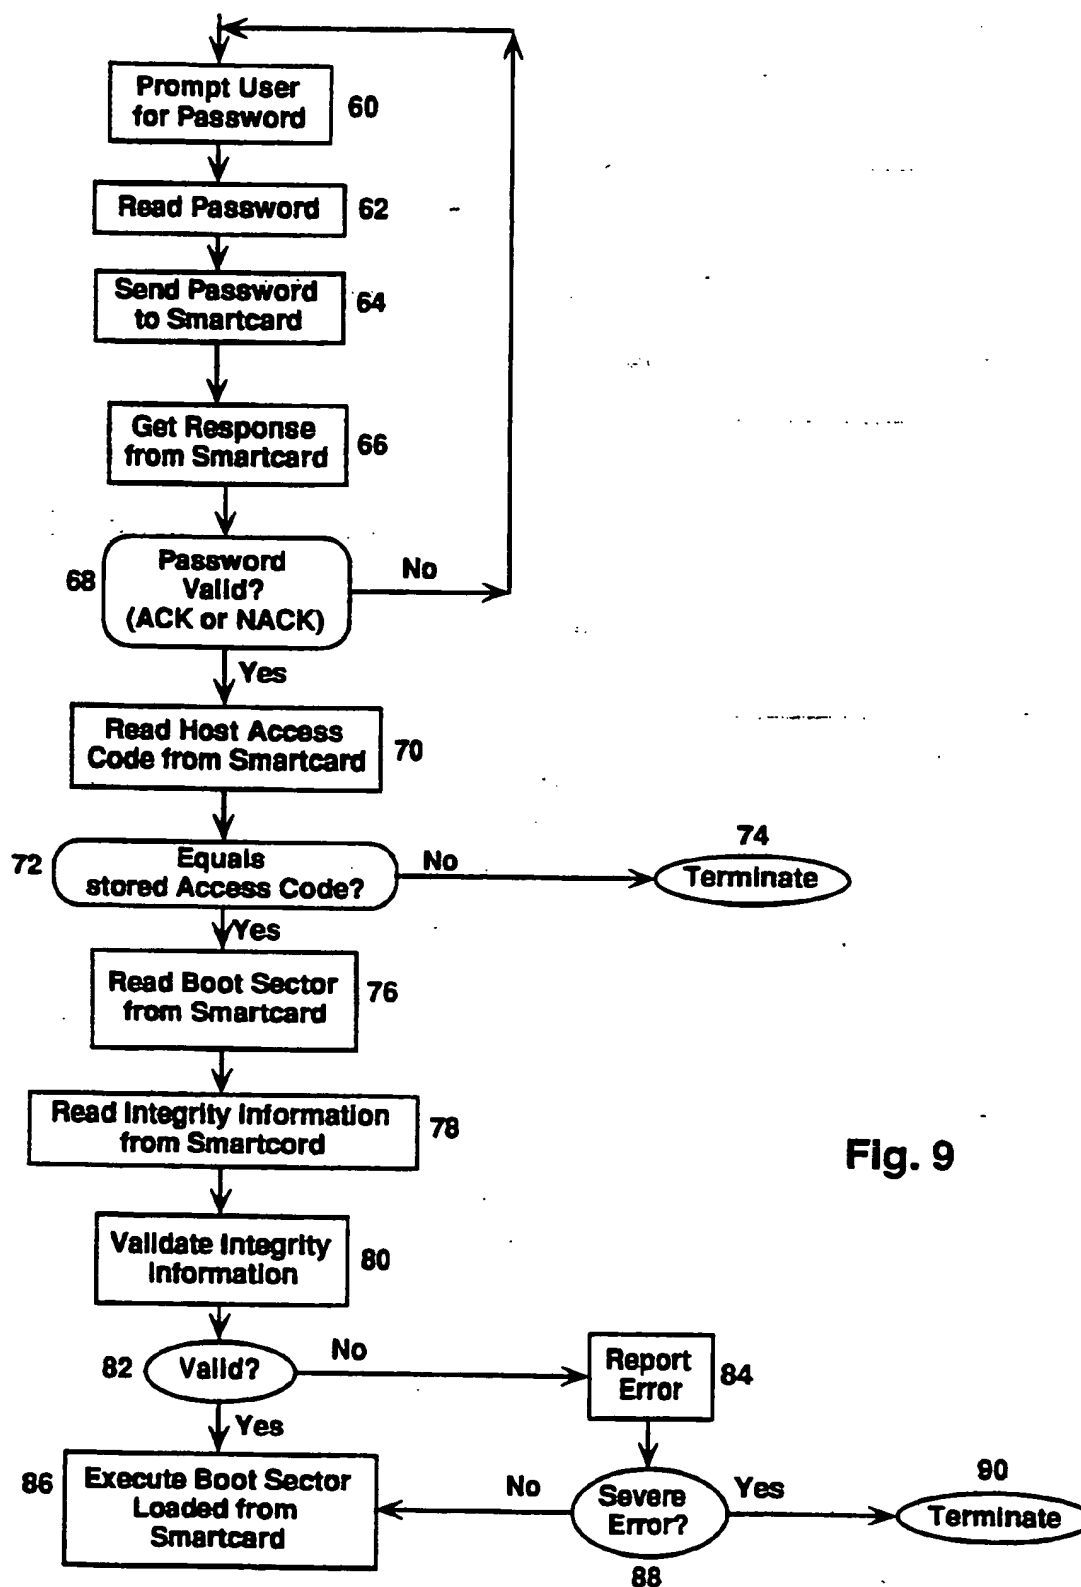 Prompt User
for Password
60
Read Password
62
Send Password
to Smartcard
64
Get Response
from Smartcard
66
Password
Valid?
(ACK or NACK)
68
No
Yes
Read Host Access
Code from Smartcard
70
72
Equals
stored Access Code?
No
74
Terminate
Yes
Read Boot Sector
from Smartcard
76
Read Integrity Information
from Smartcord
78
Fig. 9
Validate Integrity
Information
80
82
Valid?
No
Report
Error
84
Yes
86
Execute Boot Sector
Loaded from
Smartcard
No
Severe
Error?
88
Yes
90
Terminate